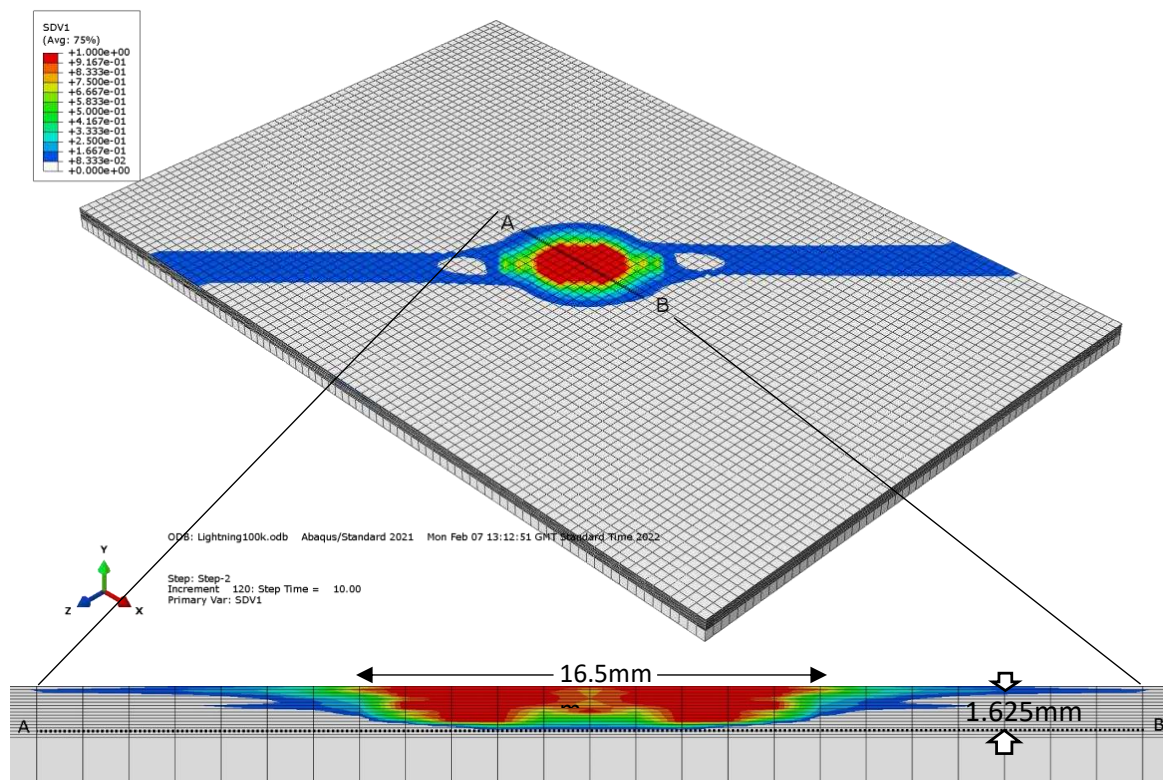 SDV1
(Avg: 75%)
+1.000e+00
+9.167e-01
+8.333e-01
+7.500e-01
+6.667e-01
+5.833e-01
+5.000e-01
+4.167e-01
+3.333e-01
+2.500e-01
+1.667e-01
+8.333e-02
+0.000e+00
A
B
ODB: Lightning100k.odb Abaqus/Standard 2021 Mon Feb 07 13:12:51 GMT Standard Time 2022
Y
Z
X
Step: Step-2
Increment 120: Step Time = 10.00
Primary Var: SDV1
16.5mm
1.625mm
A
B